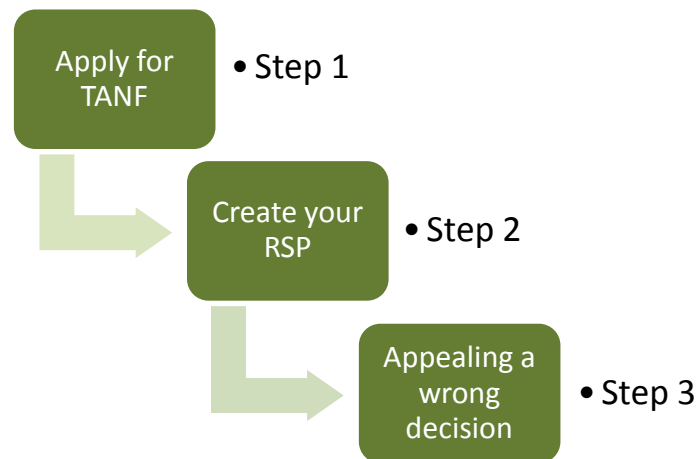 Apply for
TANF
• Step 1
Create your
RSP
• Step 2
Appealing a
wrong
decision
• Step 3